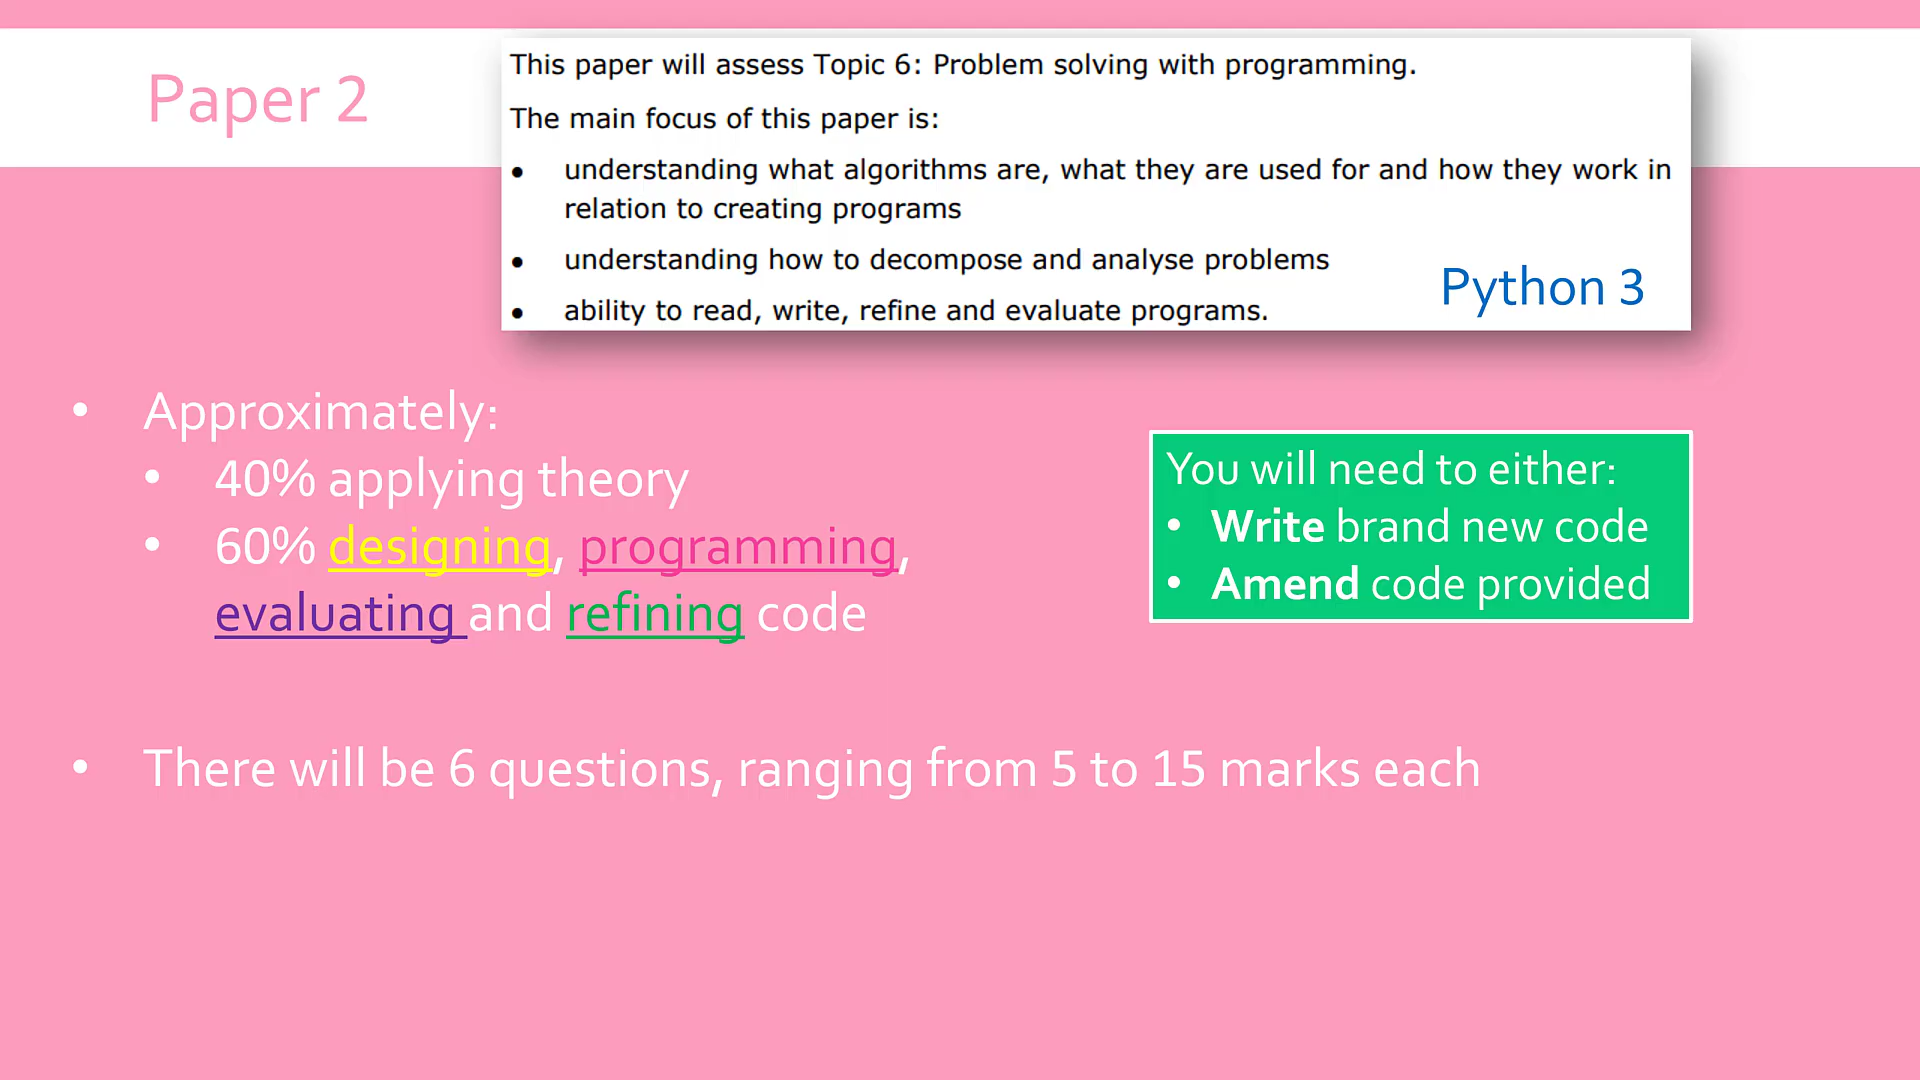 Paper 2
This paper will assess Topic 6: Problem solving with programming.
The main focus of this paper is:
• understanding what algorithms are, what they are used for and how they work in
relation to creating programs
• understanding how to decompose and analyse problems
• ability to read, write, refine and evaluate programs.
Python 3
• Approximately:
• 40% applying theory
• 60% designing, programming,
evaluating and refining code
You will need to either:
• Write brand new code
• Amend code provided
• There will be 6 questions, ranging from 5 to 15 marks each